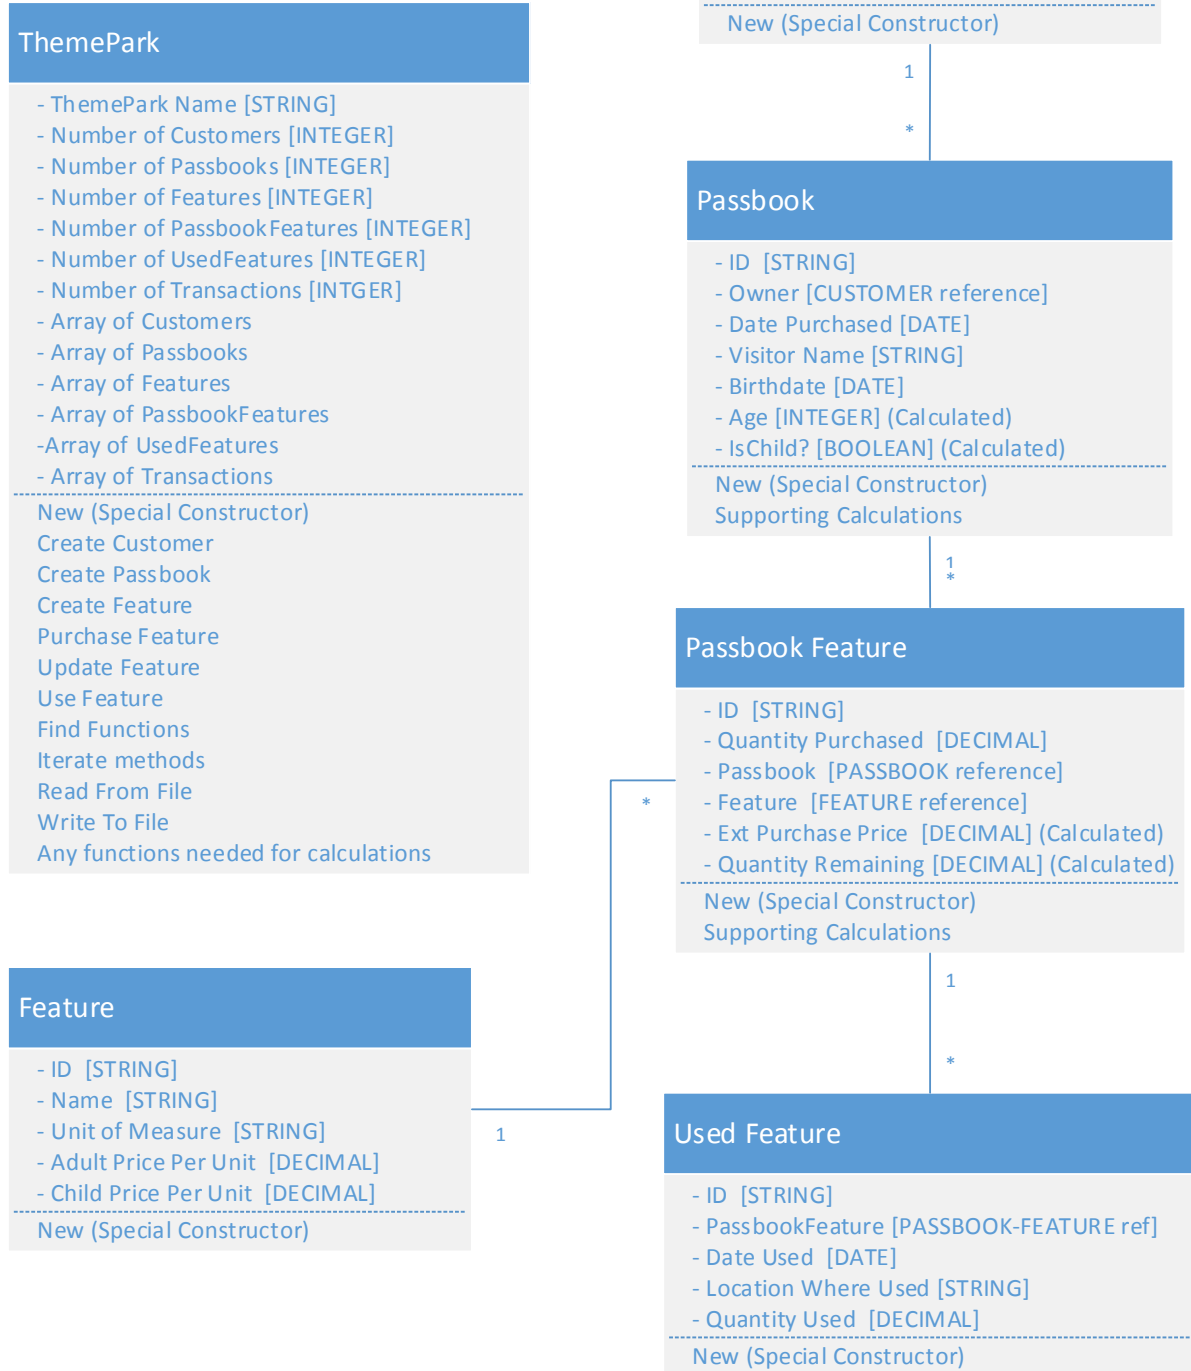 ThemePark
- ThemePark Name [STRING]
- Number of Customers [INTEGER]
- Number of Passbooks [INTEGER]
- Number of Features [INTEGER]
- Number of PassbookFeatures [INTEGER]
- Number of UsedFeatures [INTEGER]
- Number of Transactions [INTGER]
- Array of Customers
- Array of Passbooks
- Array of Features
- Array of PassbookFeatures
-Array of UsedFeatures
- Array of Transactions
New (Special Constructor)
Create Customer
Create Passbook
Create Feature
Purchase Feature
Update Feature
Use Feature
Find Functions
Iterate methods
Read From File
Write To File
Any functions needed for calculations
New (Special Constructor)
1
*
Passbook
- ID [STRING]
- Owner [CUSTOMER reference]
- Date Purchased [DATE]
- Visitor Name [STRING]
- Birthdate [DATE]
- Age [INTEGER] (Calculated)
- IsChild? [BOOLEAN] (Calculated)
New (Special Constructor)
Supporting Calculations
1
*
Passbook Feature
- ID [STRING]
- Quantity Purchased [DECIMAL]
- Passbook [PASSBOOK reference]
- Feature [FEATURE reference]
- Ext Purchase Price [DECIMAL] (Calculated)
- Quantity Remaining [DECIMAL] (Calculated)
New (Special Constructor)
Supporting Calculations
*
1
Feature
- ID [STRING]
- Name [STRING]
- Unit of Measure [STRING]
- Adult Price Per Unit [DECIMAL]
- Child Price Per Unit [DECIMAL]
New (Special Constructor)
1
*
Used Feature
- ID [STRING]
- PassbookFeature [PASSBOOK-FEATURE ref]
- Date Used [DATE]
- Location Where Used [STRING]
- Quantity Used [DECIMAL]
New (Special Constructor)